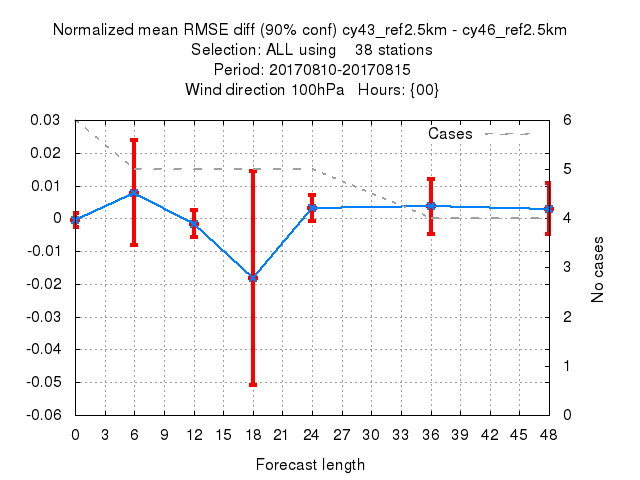 Normalized mean RMSE diff (90% conf) cy43_ref2.5km - cy46_ref2.5km
Selection: ALL using    38 stations
Period: 20170810-20170815
Wind direction 100hPa   Hours: {00}
Cases
0.03
0.02
0.01
0
-0.01
-0.02
-0.03
-0.04
-0.05
-0.06
6
5
4
3
2
1
0
No cases
0 3 6 9 12 15 18 21 24 27 30 33 36 39 42 45 48
Forecast length